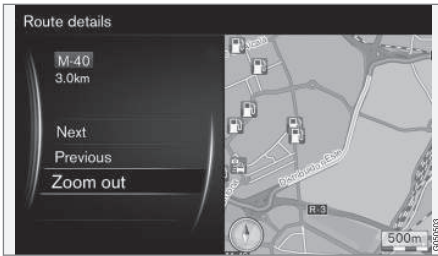 Route details
M-40
3.0km
Next
Previous
Zoom out
R-3
500m